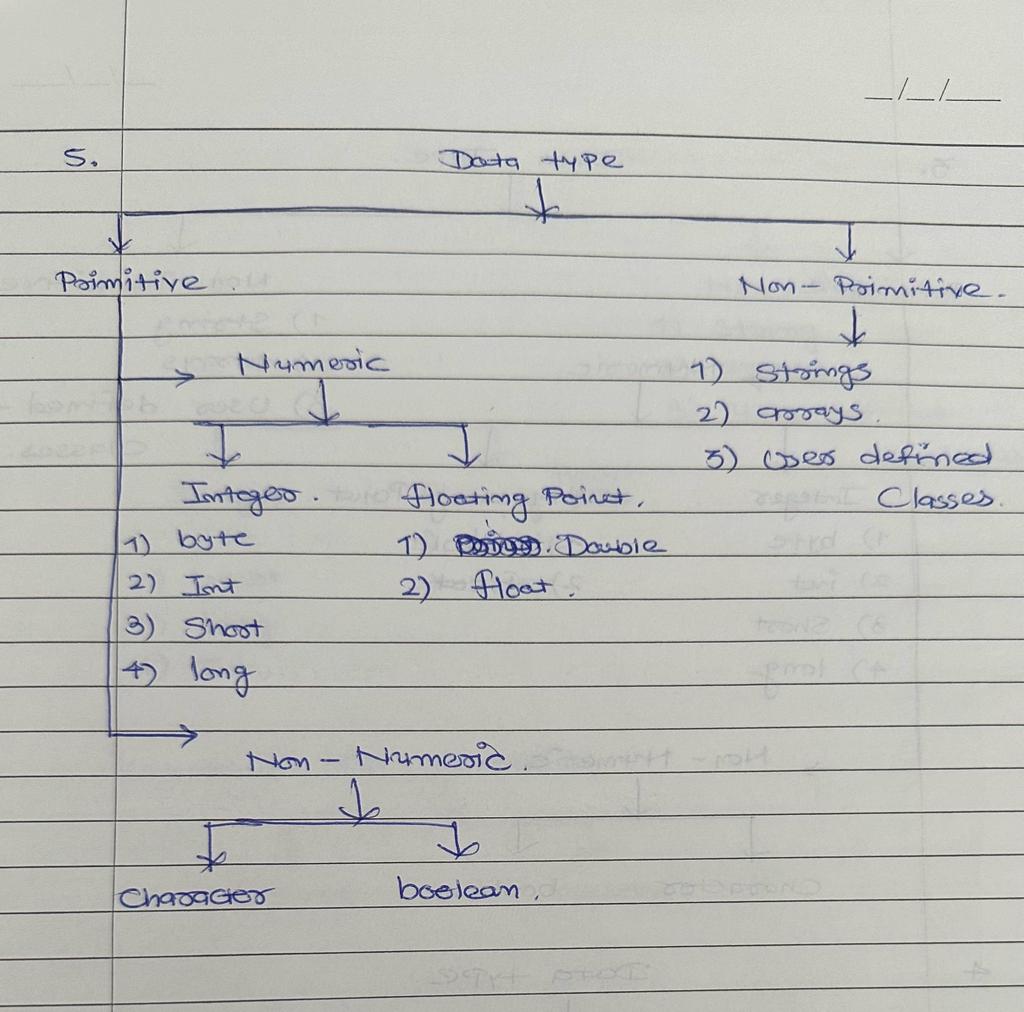 __/__/____
5. Data type
Primitive
Non - Primitive.
Numeric
1) Strings
2) arrays.
3) User defined
Classes.
Integer.
floating Point.
1) byte
2) Int
3) Short
4) long
1) Double
2) float.
Non - Numeric.
Character
boolean.